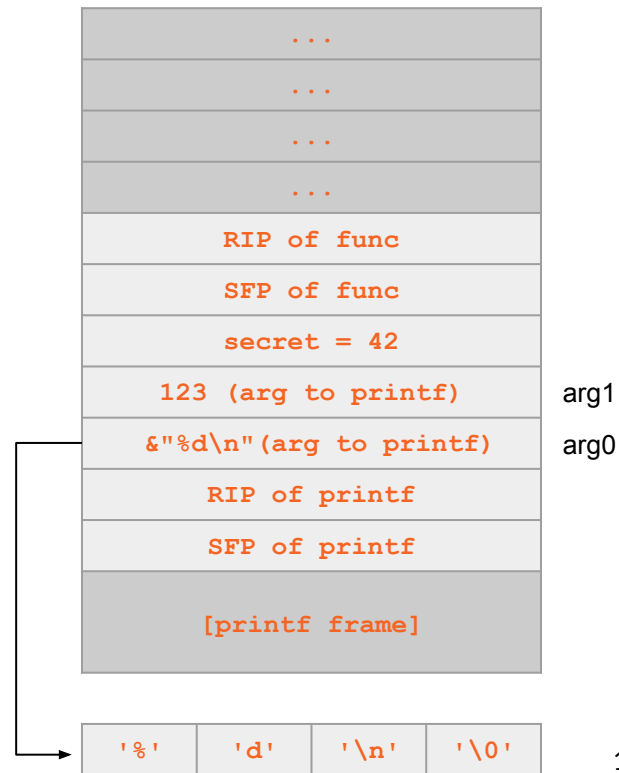 ...
...
...
...
RIP of func
SFP of func
secret = 42
123 (arg to printf) arg1
&"%d\n"(arg to printf) arg0
RIP of printf
SFP of printf
[printf frame]
'%' 'd' '\n' '\0'